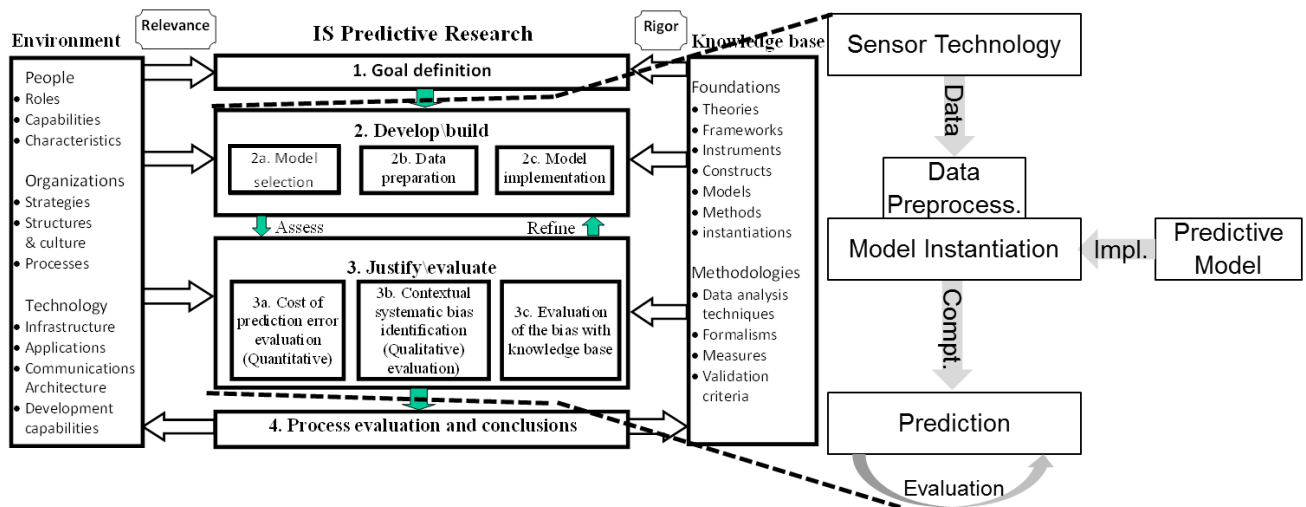 Relevance
Rigor
Environment
IS Predictive Research
Knowledge base
People
• Roles
• Capabilities
• Characteristics
Organizations
• Strategies
• Structures
& culture
• Processes
Technology
• Infrastructure
• Applications
• Communications
Architecture
• Development
capabilities
1. Goal definition
2. Develop\build
2a. Model
selection
2b. Data
preparation
2c. Model
implementation
Assess
Refine
3. Justify\evaluate
3a. Cost of
prediction error
evaluation
(Quantitative)
3b. Contextual
systematic bias
identification
(Qualitative)
evaluation)
3c. Evaluation
of the bias with
knowledge base
4. Process evaluation and conclusions
Foundations
• Theories
• Frameworks
• Instruments
• Constructs
• Models
• Methods
• instantiations
Methodologies
• Data analysis
techniques
• Formalisms
• Measures
• Validation
criteria
Sensor Technology
Data
Data
Preprocess.
Model Instantiation
Impl.
Predictive
Model
Compt.
Prediction
Evaluation